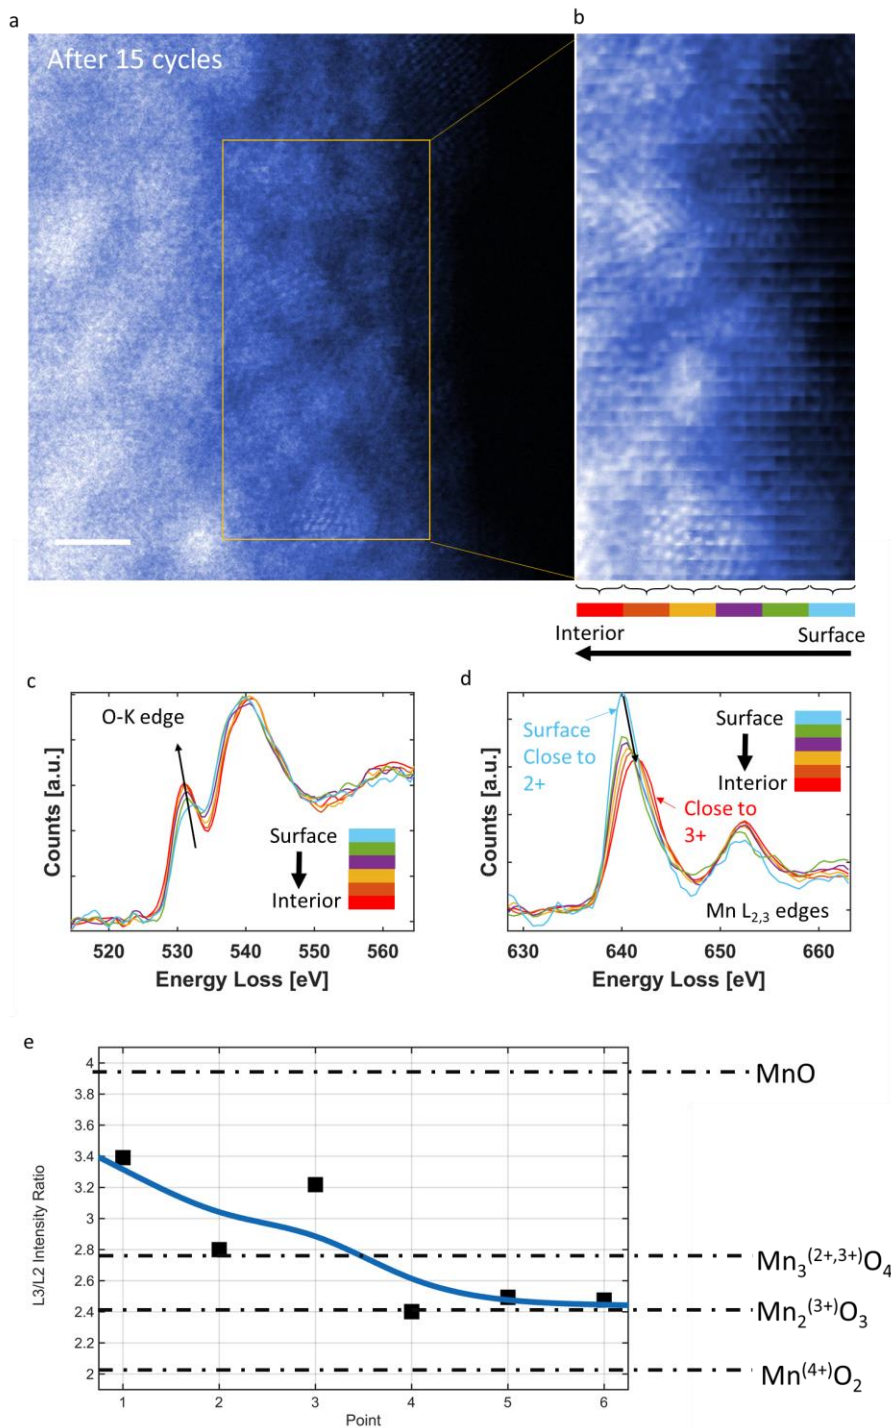 a
b
After 15 cycles
Interior
Surface
c
d
O-K edge
Surface
Interior
Counts [a.u.]
520
530
540
550
560
Energy Loss [eV]
Surface
Close to
2+
Surface
Interior
Close to
3+
Mn L2,3 edges
Counts [a.u.]
630
640
650
660
Energy Loss [eV]
e
4
3.8
3.6
3.4
3.2
3
2.8
2.6
2.4
2.2
2
L3/L2 Intensity Ratio
1
2
3
4
5
6
Point
MnO
Mn3(2+,3+)O4
Mn2(3+)O3
Mn(4+)O2